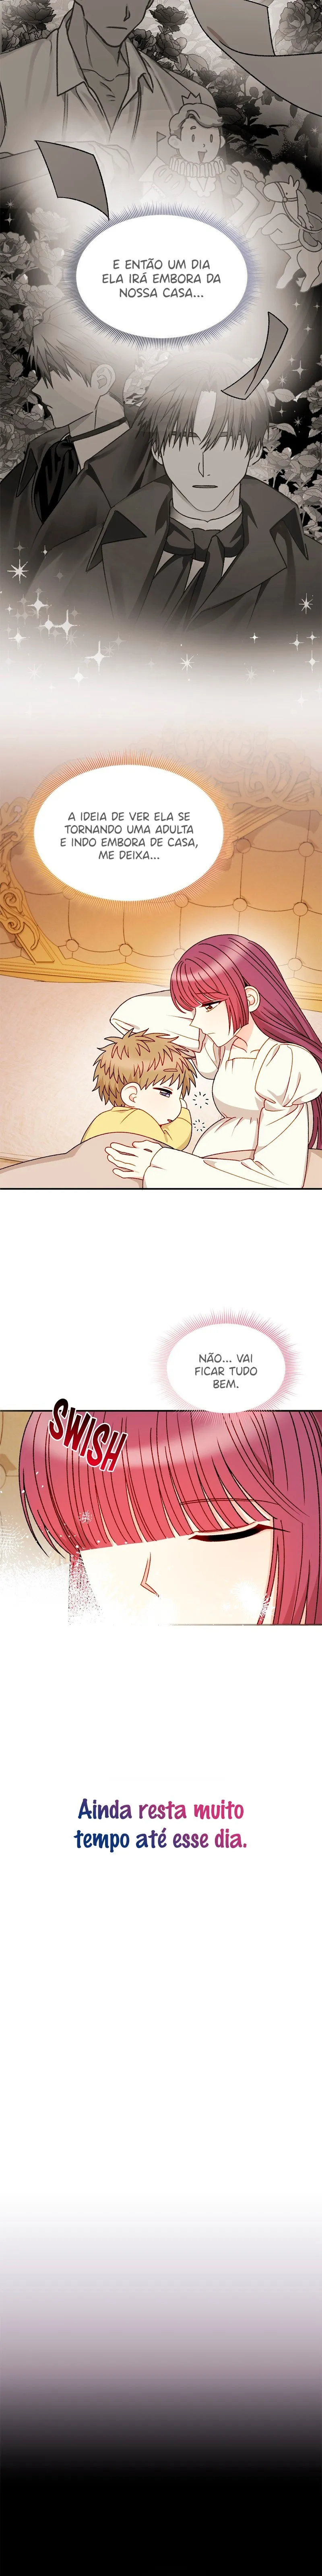 E ENTÃO UM DIA
ELA IRÁ EMBORA DA
NOSSA CASA...
A IDEIA DE VER ELA SE
TORNANDO UMA ADULTA
E INDO EMBORA DE CASA,
ME DEIXA...
NÃO... VAI
FICAR TUDO
BEM.
SWISH
Ainda resta muito
tempo até esse dia.